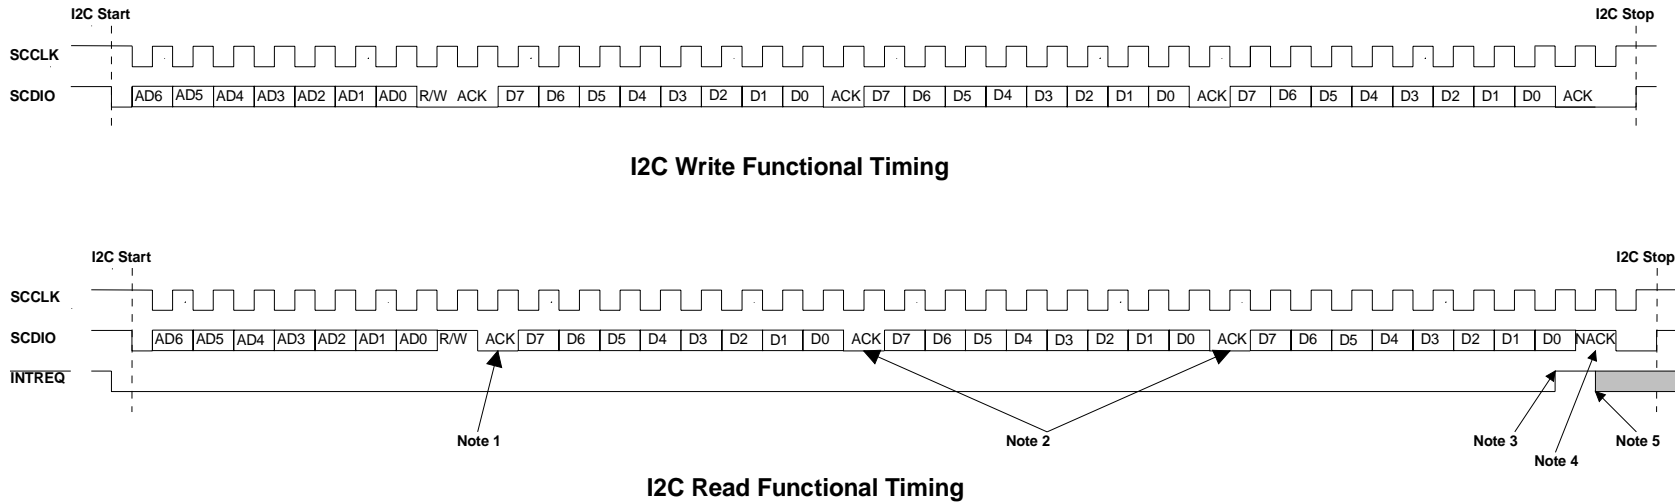 I2C Start I2C Stop
SCCLK
SCDIO AD6 AD5 AD4 AD3 AD2 AD1 AD0 R/W ACK D7 D6 D5 D4 D3 D2 D1 D0 ACK D7 D6 D5 D4 D3 D2 D1 D0 ACK D7 D6 D5 D4 D3 D2 D1 D0 ACK
I2C Write Functional Timing
I2C Start I2C Stop
SCCLK
SCDIO AD6 AD5 AD4 AD3 AD2 AD1 AD0 R/W ACK D7 D6 D5 D4 D3 D2 D1 D0 ACK D7 D6 D5 D4 D3 D2 D1 D0 ACK D7 D6 D5 D4 D3 D2 D1 D0 NACK
INTREQ
Note 1 Note 2 Note 3 Note 5
Note 4
I2C Read Functional Timing